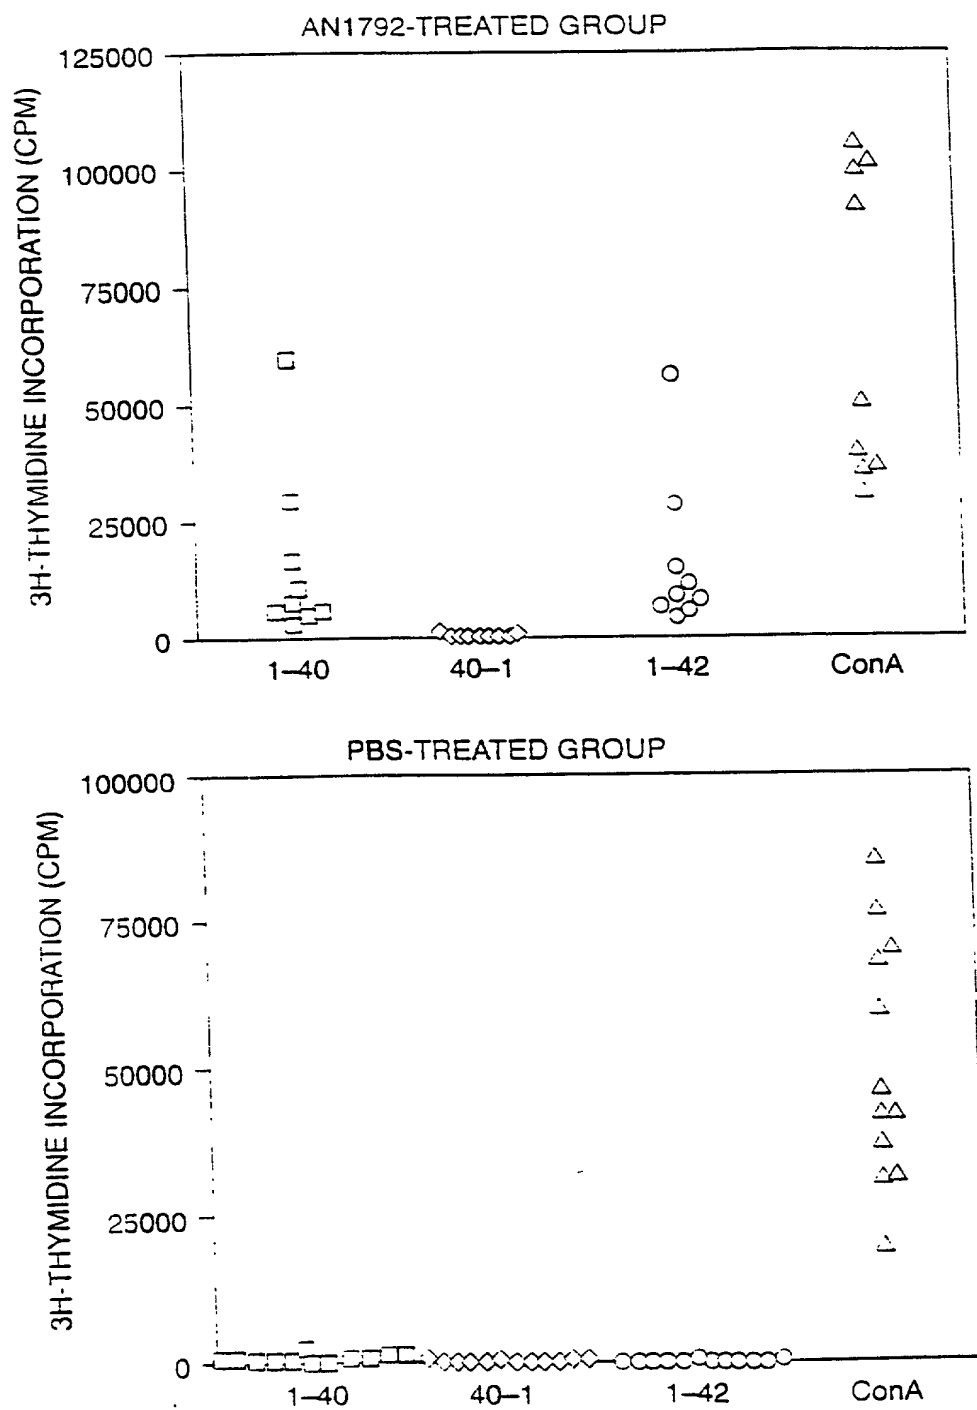 AN1792-TREATED GROUP
125000
100000
75000
50000
25000
0
3H-THYMIDINE INCORPORATION (CPM)
1–40
40–1
1–42
ConA
PBS-TREATED GROUP
100000
75000
50000
25000
0
3H-THYMIDINE INCORPORATION (CPM)
1–40
40–1
1–42
ConA